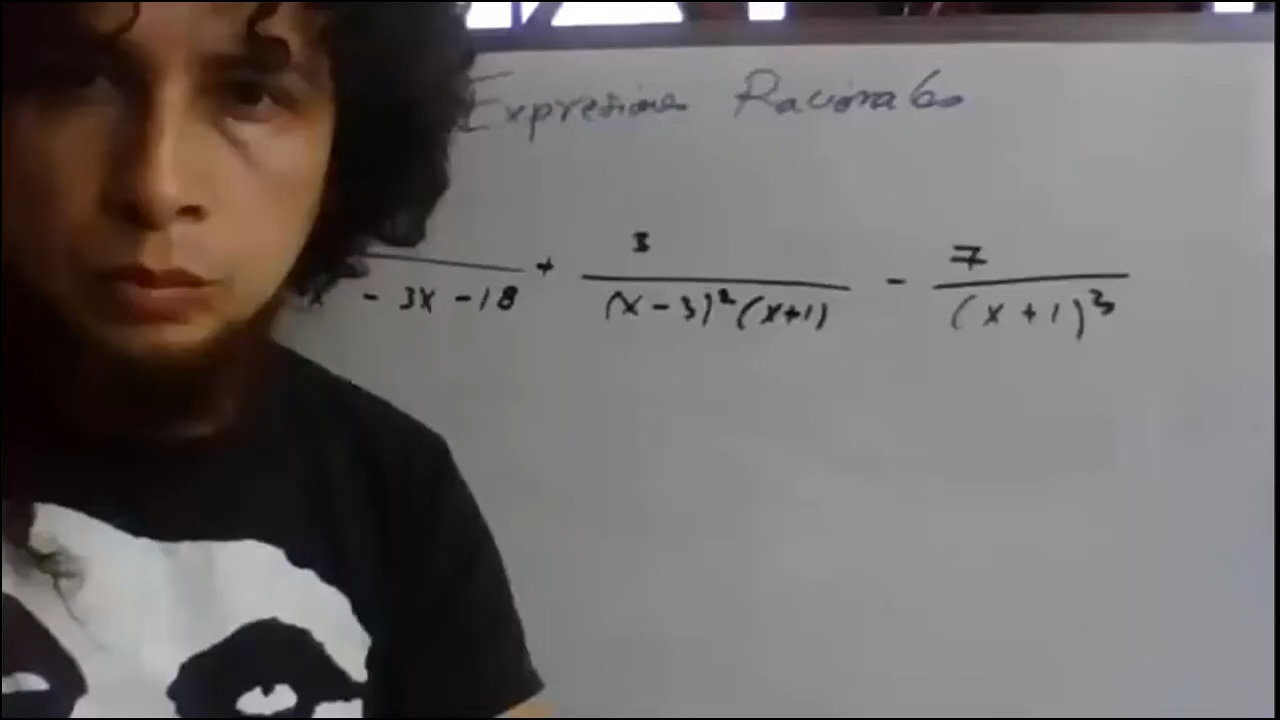 Expresiones Racionales
x - 3x - 18 + 3 / (x - 3)² (x+1) - 7 / (x + 1)³